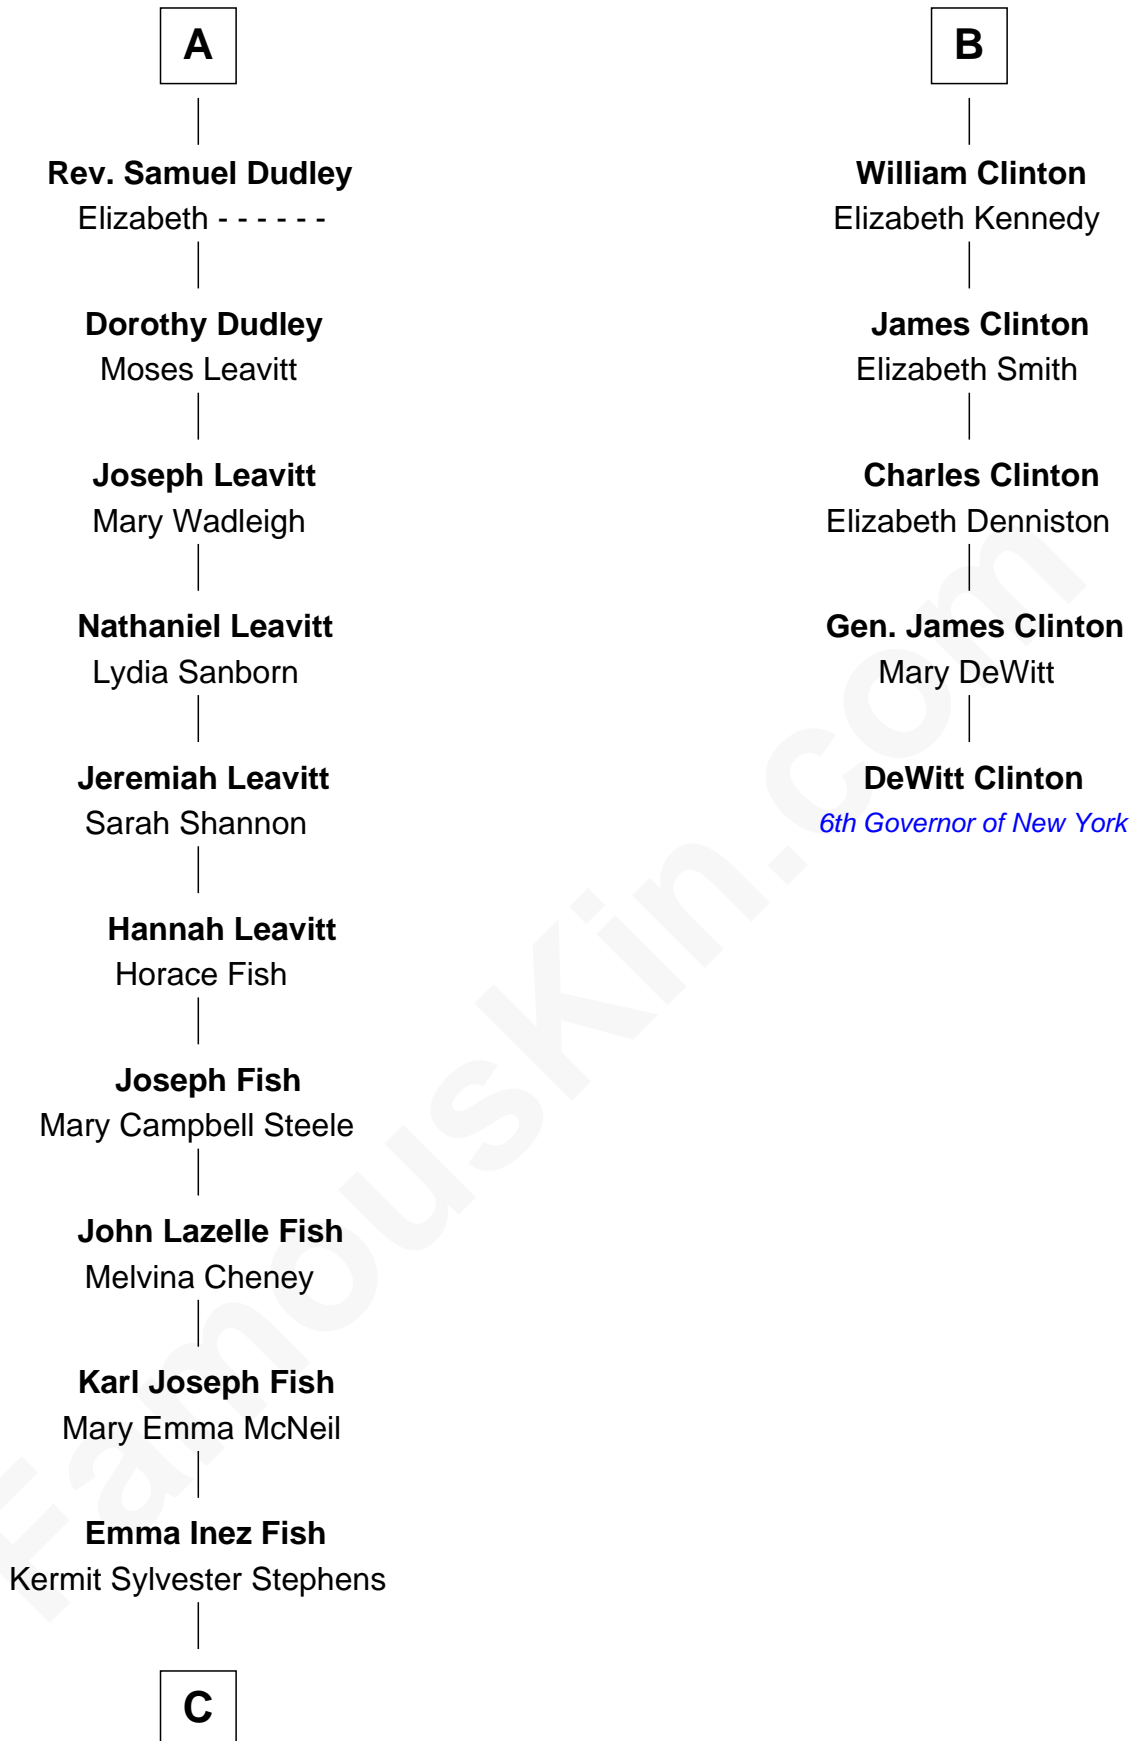 A
Rev. Samuel Dudley
Elizabeth - - - - - -
Dorothy Dudley
Moses Leavitt
Joseph Leavitt
Mary Wadleigh
Nathaniel Leavitt
Lydia Sanborn
Jeremiah Leavitt
Sarah Shannon
Hannah Leavitt
Horace Fish
Joseph Fish
Mary Campbell Steele
John Lazelle Fish
Melvina Cheney
Karl Joseph Fish
Mary Emma McNeil
Emma Inez Fish
Kermit Sylvester Stephens
C
B
William Clinton
Elizabeth Kennedy
James Clinton
Elizabeth Smith
Charles Clinton
Elizabeth Denniston
Gen. James Clinton
Mary DeWitt
DeWitt Clinton
6th Governor of New York
FamousKin.com